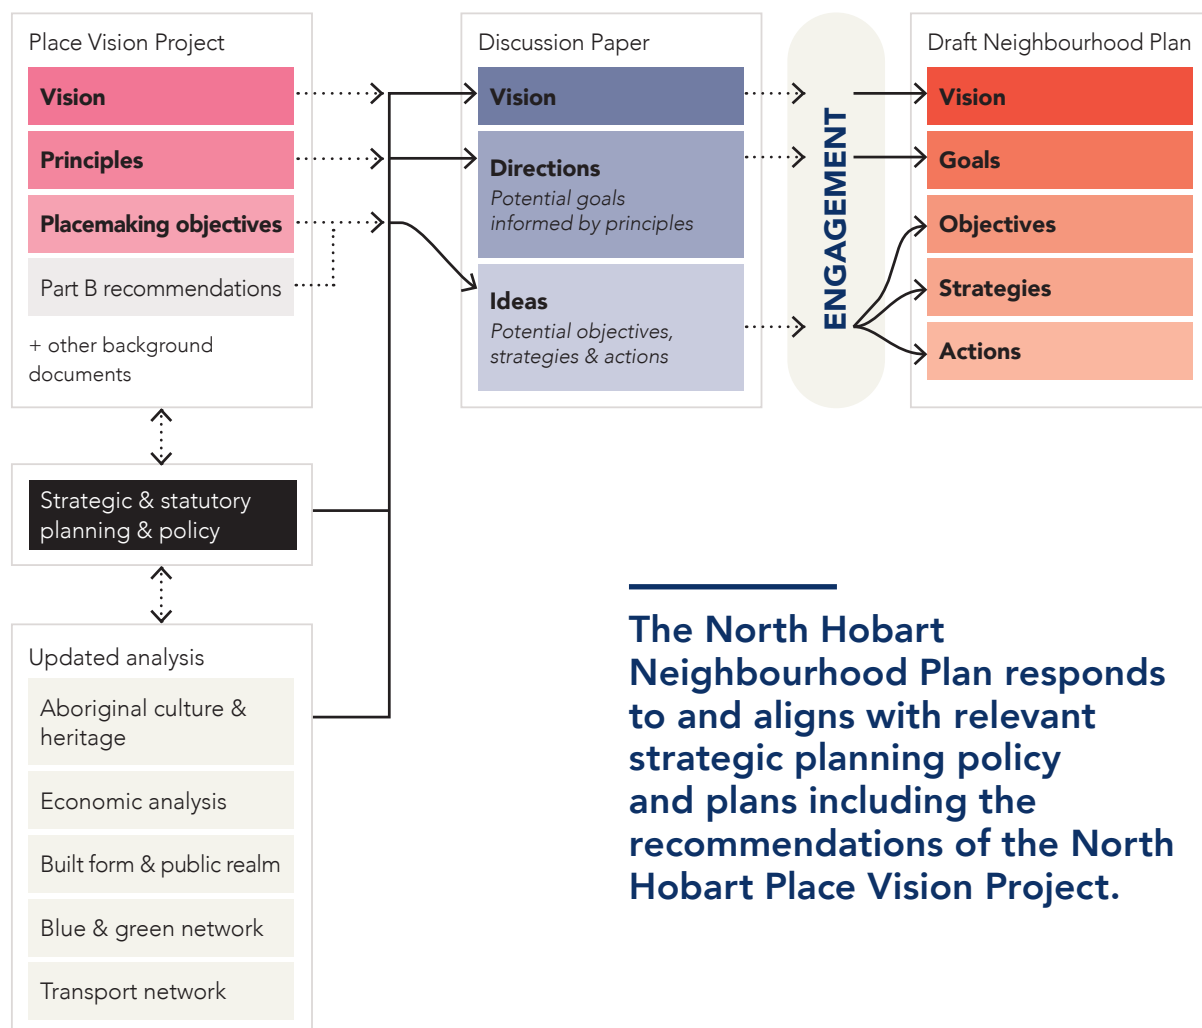 Place Vision Project
Vision
Principles
Placemaking objectives
Part B recommendations
+ other background
documents
Strategic & statutory
planning & policy
Updated analysis
Aboriginal culture &
heritage
Economic analysis
Built form & public realm
Blue & green network
Transport network
Discussion Paper
Vision
Directions
Potential goals
informed by principles
Ideas
Potential objectives,
strategies & actions
ENGAGEMENT
Draft Neighbourhood Plan
Vision
Goals
Objectives
Strategies
Actions
The North Hobart
Neighbourhood Plan responds
to and aligns with relevant
strategic planning policy
and plans including the
recommendations of the North
Hobart Place Vision Project.